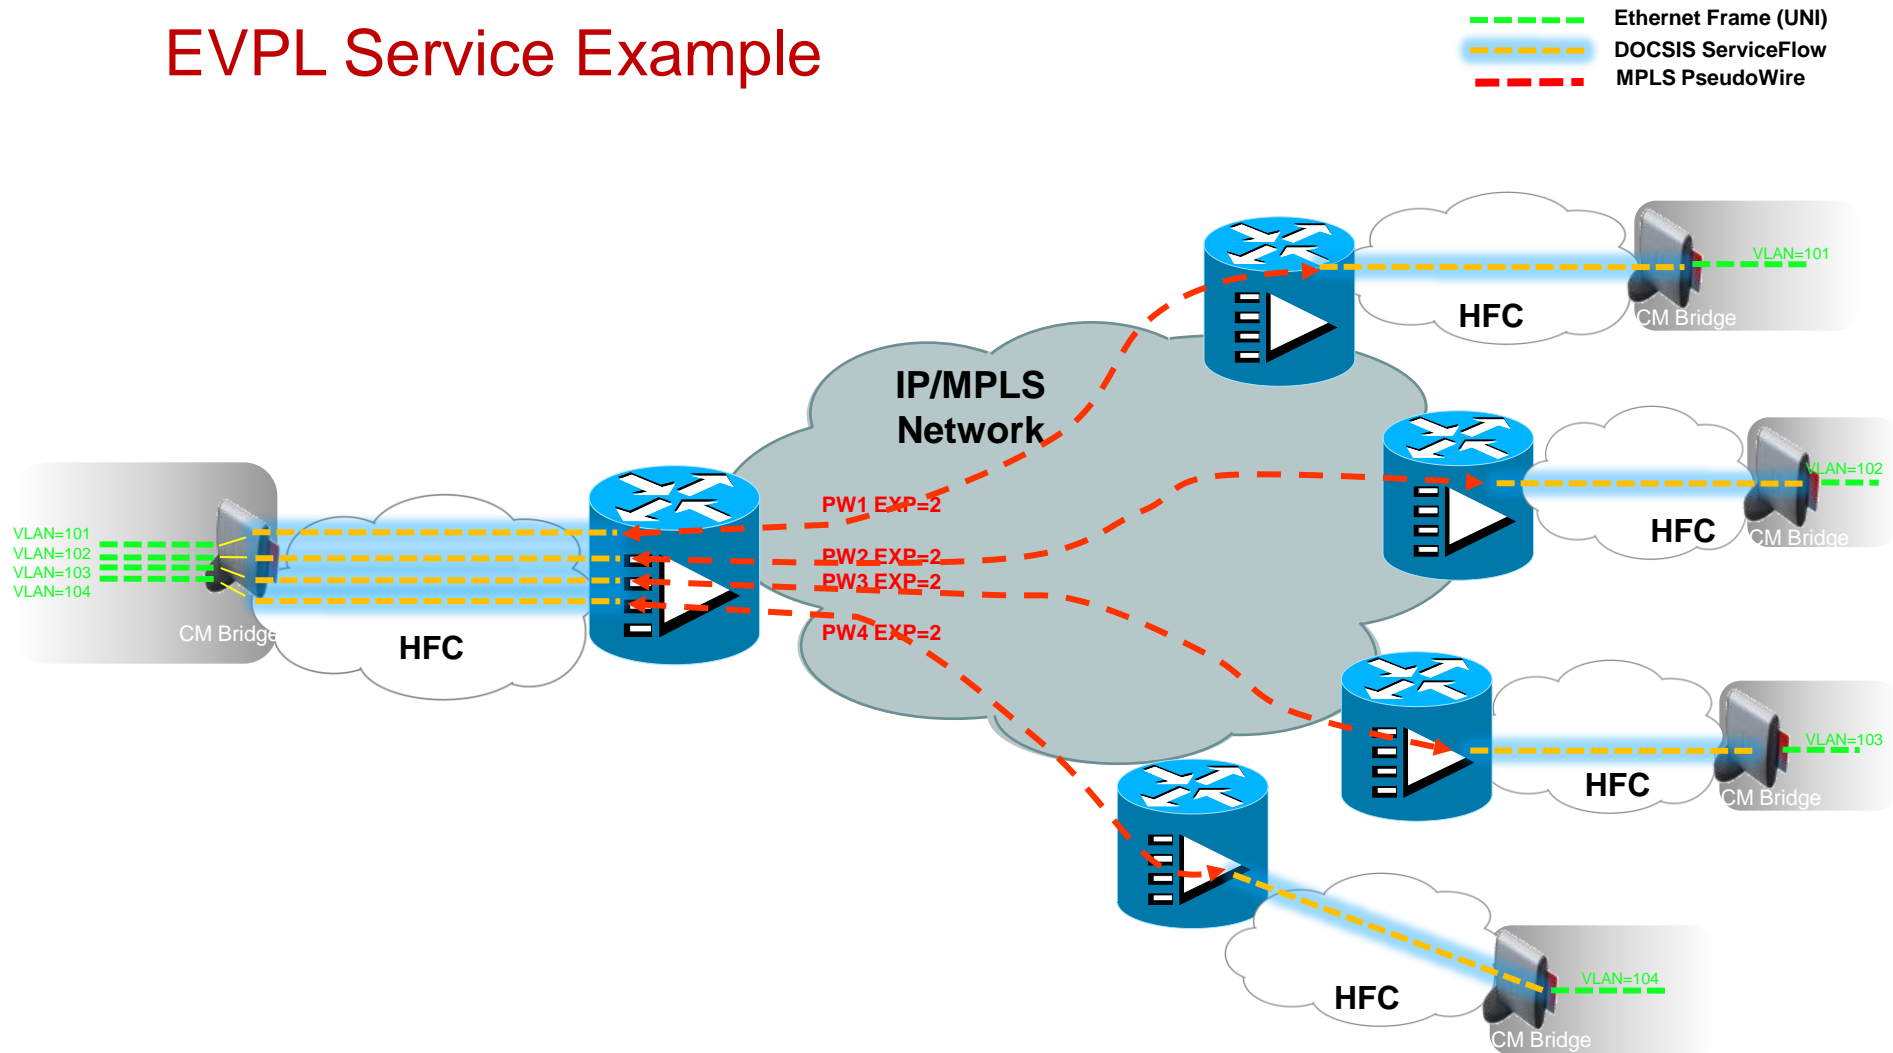 EVPL Service Example
Ethernet Frame (UNI)
DOCSIS ServiceFlow
MPLS PseudoWire
VLAN=101
HFC
CM Bridge
IP/MPLS
Network
VLAN=102
HFC
CM Bridge
PW1 EXP=2
PW2 EXP=2
PW3 EXP=2
PW4 EXP=2
VLAN=101
VLAN=102
VLAN=103
VLAN=104
CM Bridge
HFC
VLAN=103
HFC
CM Bridge
VLAN=104
HFC
CM Bridge